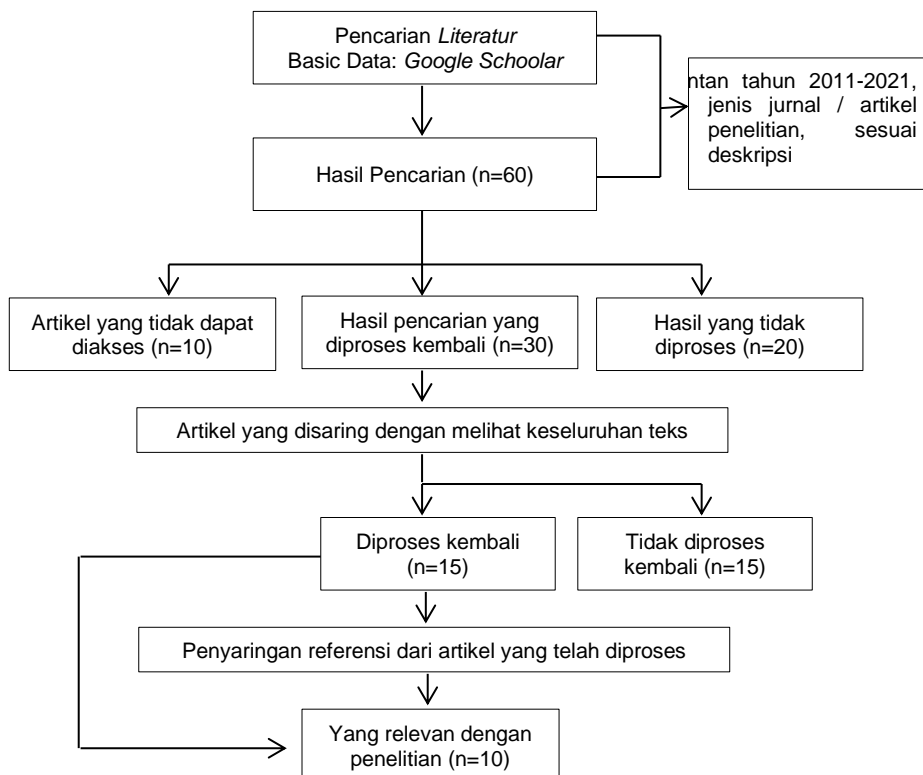 Pencarian Literatur
Basic Data: Google Schoolar
ntan tahun 2011-2021,
jenis jurnal / artikel
penelitian, sesuai
deskripsi
Hasil Pencarian (n=60)
Artikel yang tidak dapat
diakses (n=10)
Hasil pencarian yang
diproses kembali (n=30)
Hasil yang tidak
diproses (n=20)
Artikel yang disaring dengan melihat keseluruhan teks
Diproses kembali
(n=15)
Tidak diproses
kembali (n=15)
Penyaringan referensi dari artikel yang telah diproses
Yang relevan dengan
penelitian (n=10)